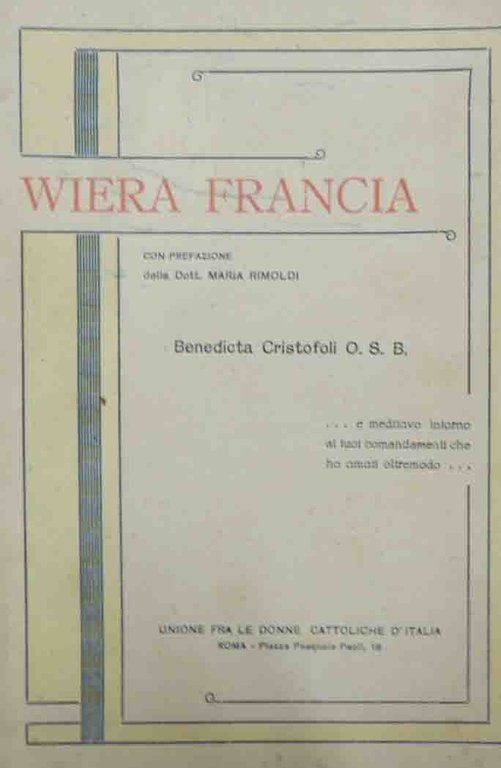 WIERA FRANCIA
CON PREFAZIONE
della Dott. MARIA RIMOLDI
Benedicta Cristofoli O. S. B.
. . . e meditavo intorno
ai tuoi comandamenti che
ho amati oltremodo . . .
UNIONE FRA LE DONNE CATTOLICHE D'ITALIA
ROMA - Piazza Pasquale Paoli, 18